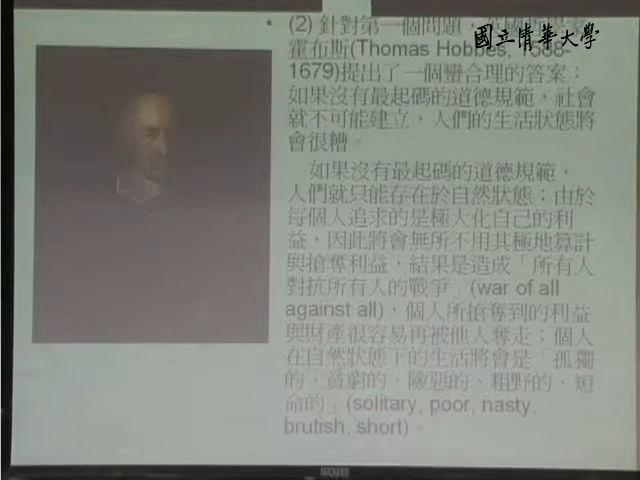 國立清華大學
(2) 針對第一個問題，英國哲學家
霍布斯(Thomas Hobbes, 1588-
1679)提出了一個蠻合理的答案：
如果沒有最起碼的道德規範，社會
就不可能建立，人們的生活狀態將
會很糟。
如果沒有最起碼的道德規範，
人們就只能存在於自然狀態；由於
每個人追求的是極大化自己的利
益，因此將會無所不用其極地算計
與搶奪利益，結果是造成「所有人
對抗所有人的戰爭」(war of all
against all)，個人所搶奪到的利益
與財產很容易再被他人奪走；個人
在自然狀態下的生活將會是「孤獨
的、貧窮的、險惡的、粗野的、短
命的」(solitary, poor, nasty,
brutish, short)。